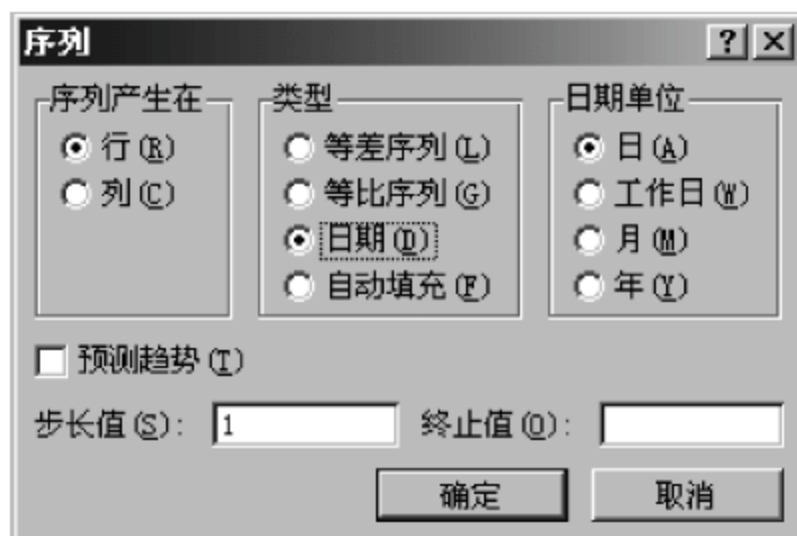 序列
序列产生在 类型 日期单位
行(R) 等差序列(L) 日(A)
列(C) 等比序列(G) 工作日(W)
日期(D) 月(M)
自动填充(F) 年(Y)
预测趋势(T)
步长值(S): 1 终止值(O):
确定 取消